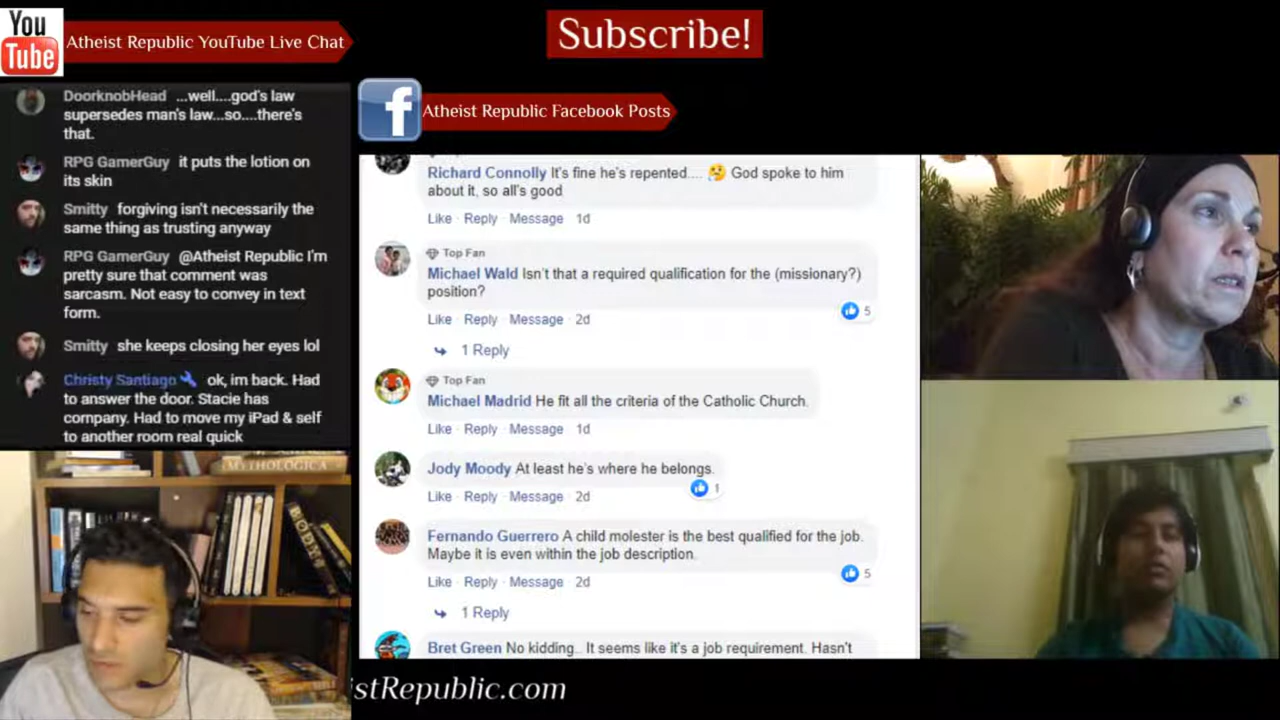 You
Tube
Atheist Republic YouTube Live Chat
Subscribe!
Atheist Republic Facebook Posts
DoorknobHead ...well....god's law
supersedes man's law...so....there's
that.
RPG GamerGuy it puts the lotion on
its skin
Smitty forgiving isn't necessarily the
same thing as trusting anyway
RPG GamerGuy @Atheist Republic I'm
pretty sure that comment was
sarcasm. Not easy to convey in text
form.
Smitty she keeps closing her eyes lol
Christy Santiago ok, im back. Had
to answer the door. Stacie has
company. Had to move my iPad & self
to another room real quick
Richard Connolly It's fine he's repented.... God spoke to him
about it, so all's good
Like · Reply · Message 1d
Top Fan
Michael Wald Isn't that a required qualification for the (missionary?)
position?
5
Like · Reply · Message 2d
1 Reply
Top Fan
Michael Madrid He fit all the criteria of the Catholic Church.
Like · Reply · Message 1d
Jody Moody At least he's where he belongs.
1
Like · Reply · Message 2d
Fernando Guerrero A child molester is the best qualified for the job.
Maybe it is even within the job description.
5
Like · Reply · Message 2d
1 Reply
Bret Green No kidding.. It seems like it's a job requirement. Hasn't
MYTHOLOGICA
istRepublic.com